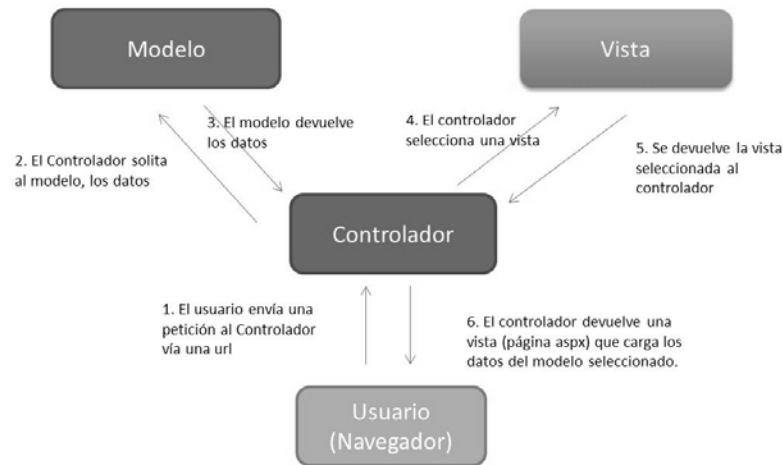 Modelo
Vista
3. El modelo devuelve
los datos
4. El controlador
selecciona una vista
2. El Controlador solita
al modelo, los datos
5. Se devuelve la vista
seleccionada al
controlador
Controlador
1. El usuario envía una
petición al Controlador
vía una url
6. El controlador devuelve una
vista (página aspx) que carga los
datos del modelo seleccionado.
Usuario
(Navegador)